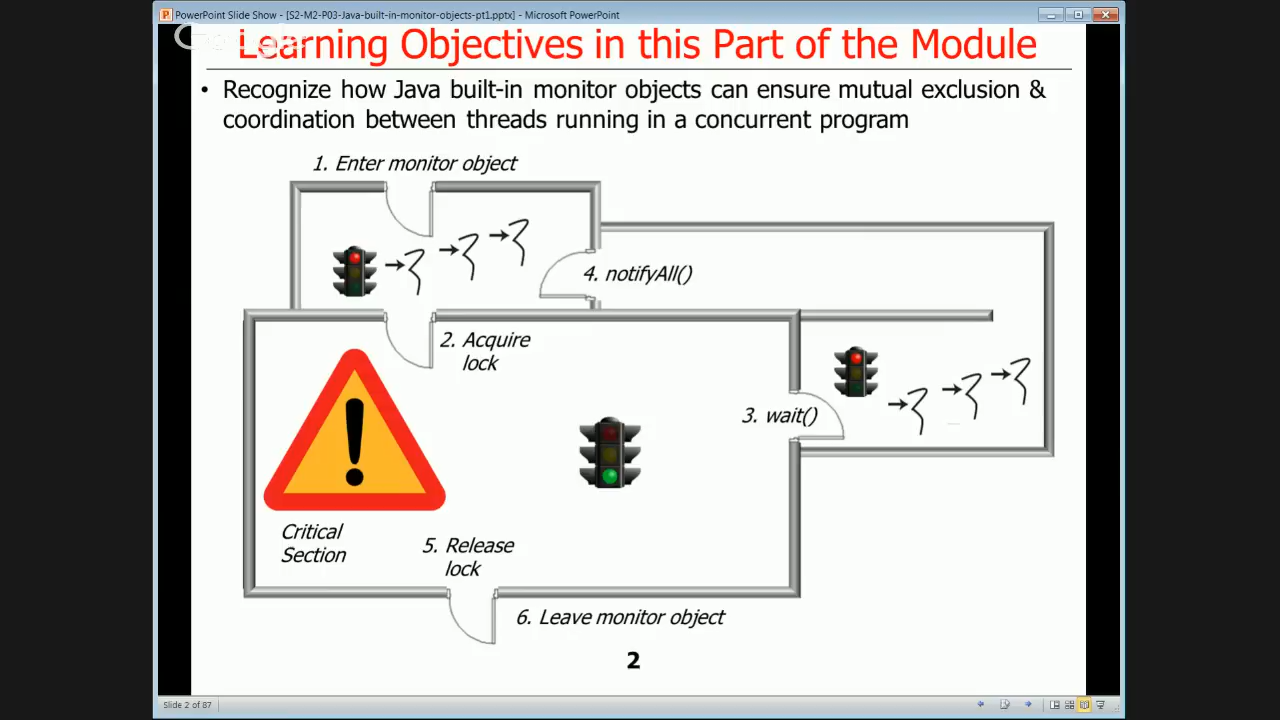 PowerPoint Slide Show - [S2-M2-P03-Java-built-in-monitor-objects-pt1.pptx] - Microsoft PowerPoint
Learning Objectives in this Part of the Module
• Recognize how Java built-in monitor objects can ensure mutual exclusion &
coordination between threads running in a concurrent program
1. Enter monitor object
4. notifyAll()
2. Acquire
lock
3. wait()
Critical
Section
5. Release
lock
6. Leave monitor object
2
Slide 2 of 87